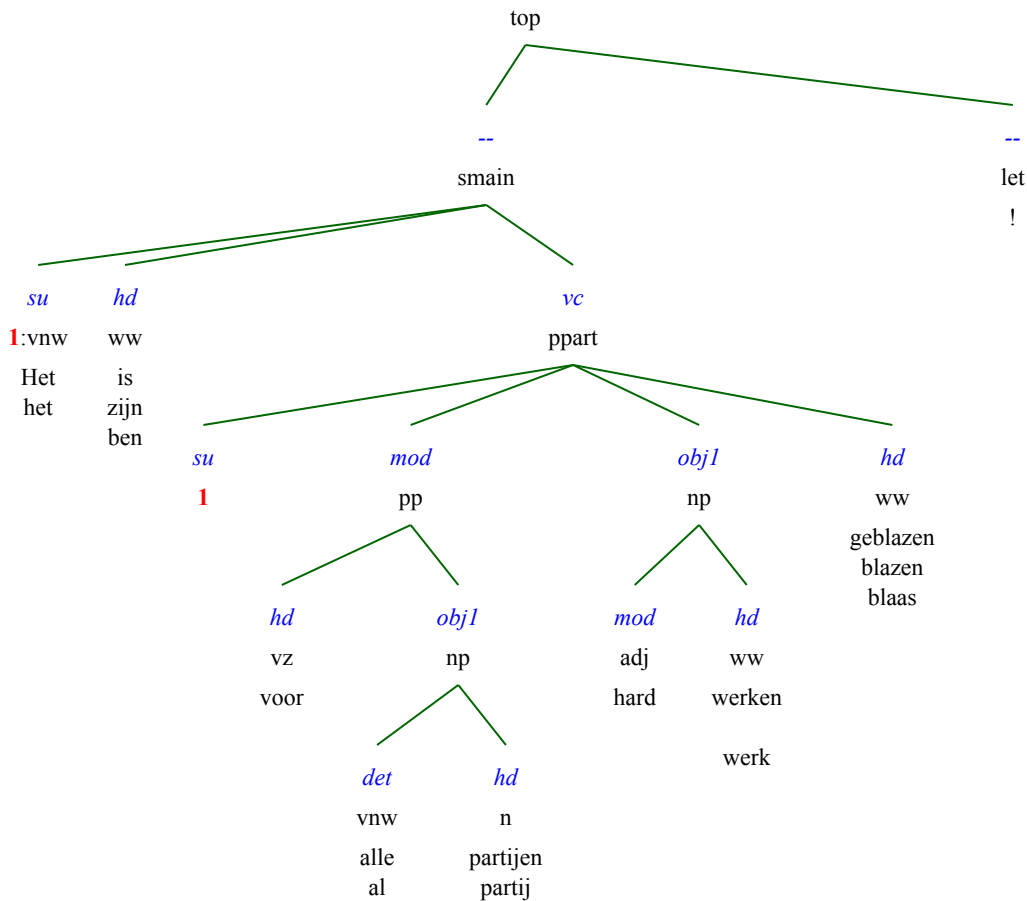 top
-- --
smain let
!
su hd vc
1:vnw ww ppart
Het is
het zijn
ben
su mod obj1 hd
1 pp np ww
geblazen
blazen
blaas
hd obj1 mod hd
vz np adj ww
voor hard werken
werk
det hd
vnw n
alle partijen
al partij